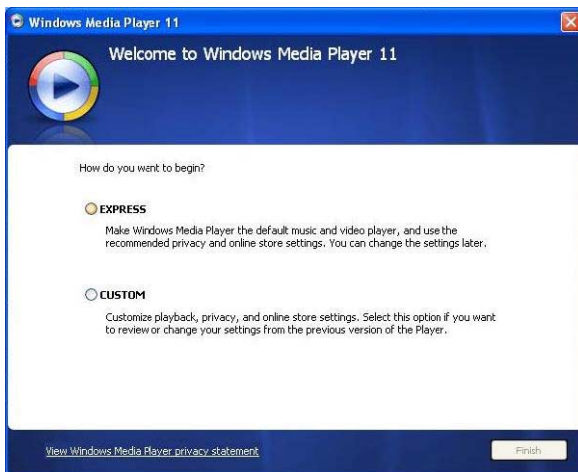 Windows Media Player 11
Welcome to Windows Media Player 11
How do you want to begin?
EXPRESS
Make Windows Media Player the default music and video player, and use the
recommended privacy and online store settings. You can change the settings later.
CUSTOM
Customize playback, privacy, and online store settings. Select this option if you want
to review or change your settings from the previous version of the Player.
View Windows Media Player privacy statement
Finish